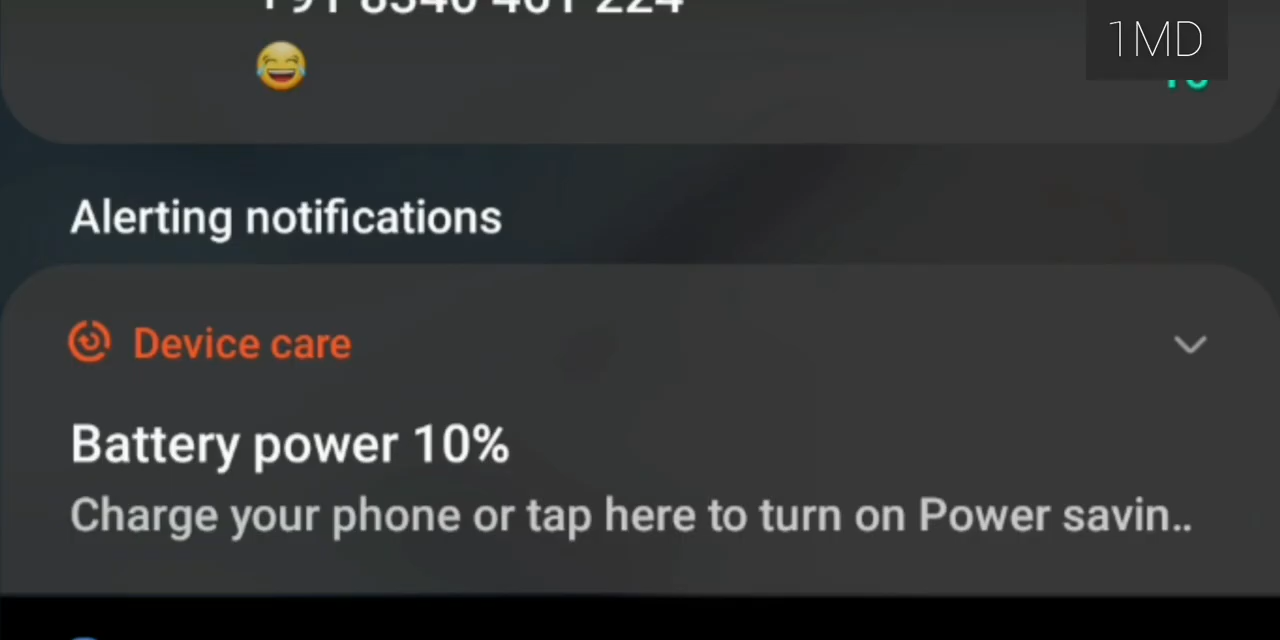 1MD
Alerting notifications
Device care
Battery power 10%
Charge your phone or tap here to turn on Power savin..